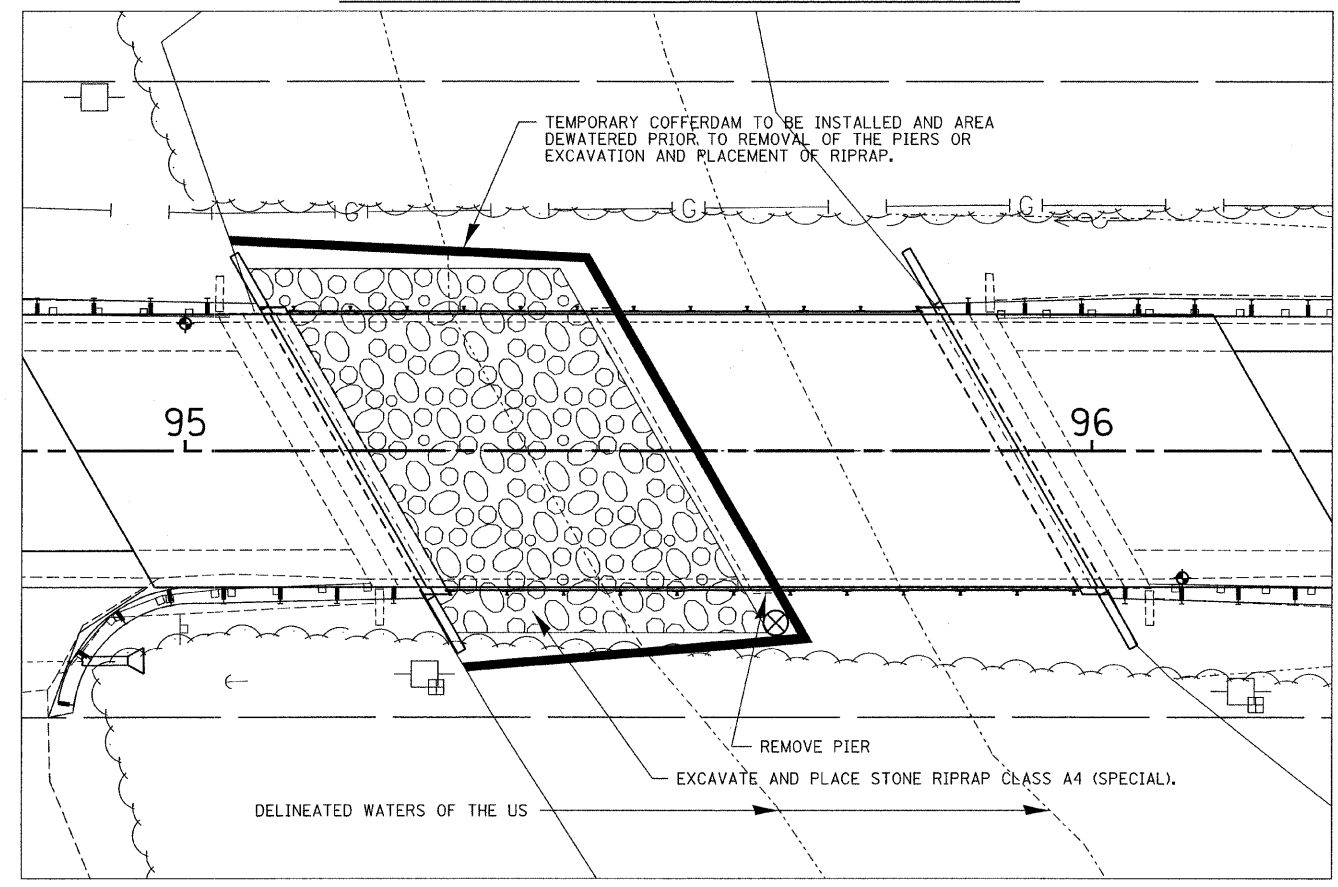 TEMPORARY COFFERDAM TO BE INSTALLED AND AREA
DEWATERED PRIOR TO REMOVAL OF THE PIERS OR
EXCAVATION AND PLACEMENT OF RIPRAP.
G
G
G
95
96
REMOVE PIER
EXCAVATE AND PLACE STONE RIPRAP CLASS A4 (SPECIAL).
DELINEATED WATERS OF THE US